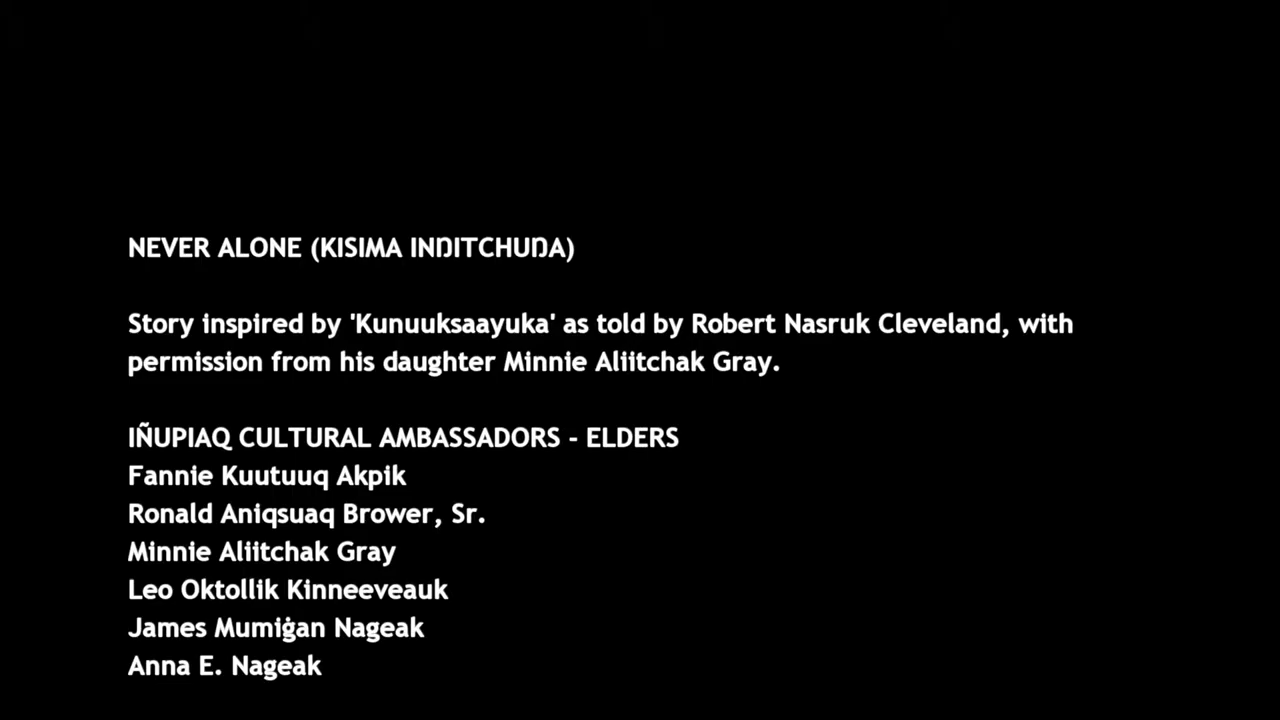 NEVER ALONE (KISIMA INŊITCHUŊA)
Story inspired by 'Kunuuksaayuka' as told by Robert Nasruk Cleveland, with
permission from his daughter Minnie Aliitchak Gray.
IÑUPIAQ CULTURAL AMBASSADORS - ELDERS
Fannie Kuutuuq Akpik
Ronald Aniqsuaq Brower, Sr.
Minnie Aliitchak Gray
Leo Oktollik Kinneeveauk
James Mumiġan Nageak
Anna E. Nageak